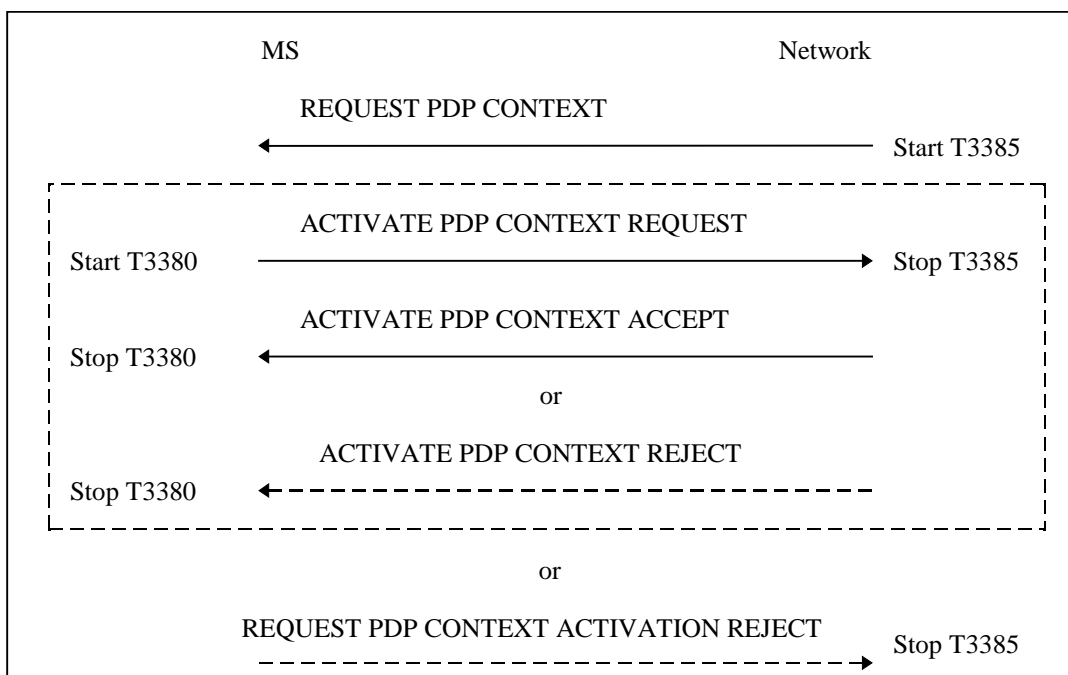 MS Network
REQUEST PDP CONTEXT
Start T3385
ACTIVATE PDP CONTEXT REQUEST
Start T3380 Stop T3385
ACTIVATE PDP CONTEXT ACCEPT
Stop T3380
or
ACTIVATE PDP CONTEXT REJECT
Stop T3380
or
REQUEST PDP CONTEXT ACTIVATION REJECT
Stop T3385